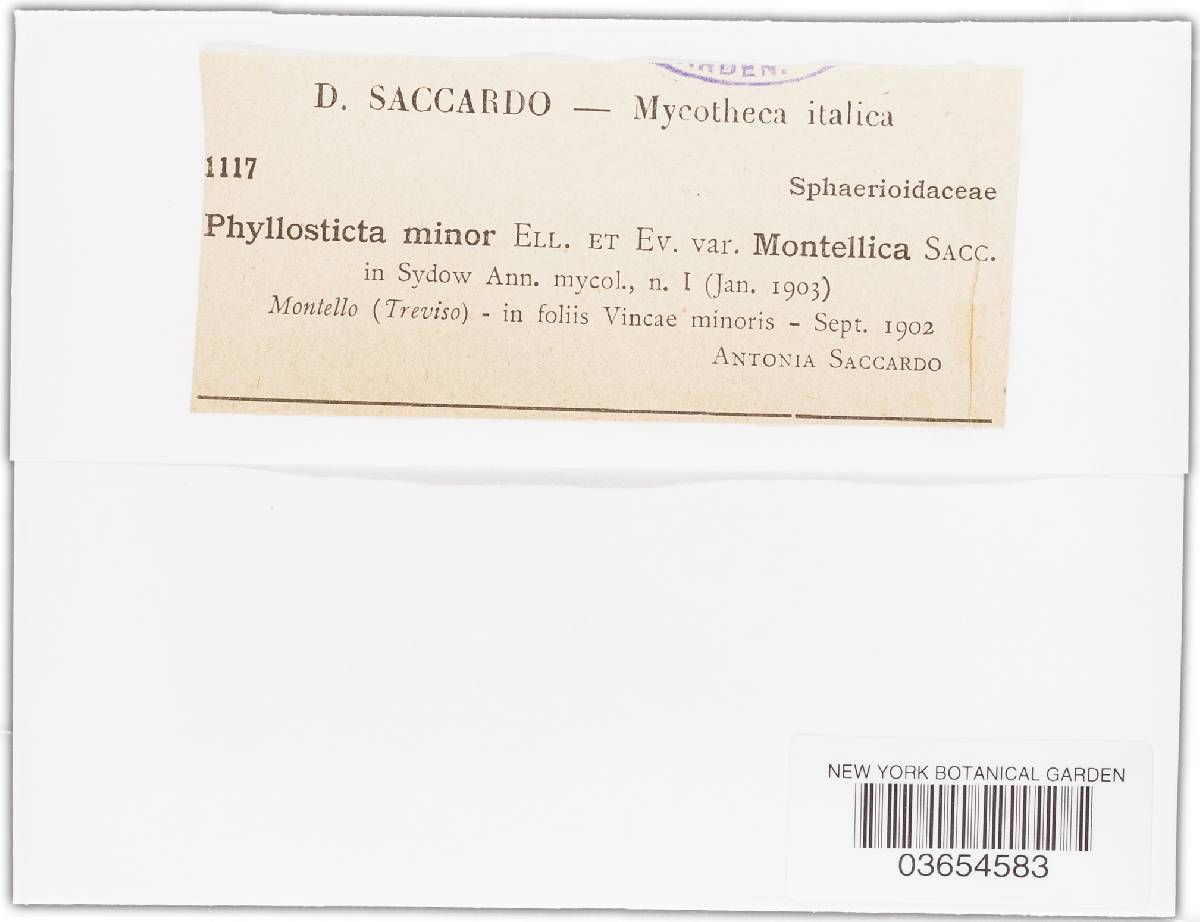 ARDEN.
D. SACCARDO — Mycotheca italica
1117
Sphaerioidaceae
Phyllosticta minor ELL. ET EV. var. Montellica SACC.
in Sydow Ann. mycol., n. I (Jan. 1903)
Montello (Treviso) - in foliis Vincae minoris - Sept. 1902
ANTONIA SACCARDO
NEW YORK BOTANICAL GARDEN
03654583